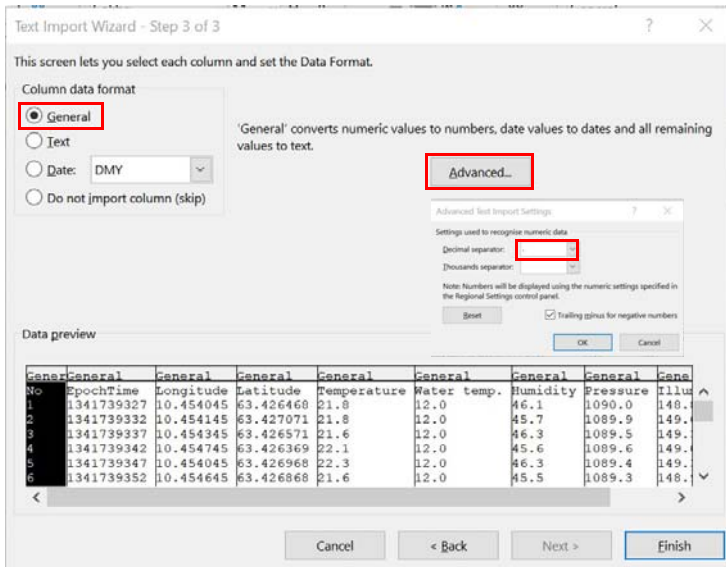 Text Import Wizard - Step 3 of 3
This screen lets you select each column and set the Data Format.
Column data format
General
Text
Date: DMY
Do not import column (skip)
'General' converts numeric values to numbers, date values to dates and all remaining
values to text.
Advanced...
Advanced Text Import Settings
Settings used to recognise numeric data
Decimal separator:
Thousands separator:
Note: Numbers will be displayed using the numeric settings specified in
the Regional Settings control panel.
Reset Trailing minus for negative numbers
OK Cancel
Data preview
Gener General General General General General General General Gene
No EpochTime Longitude Latitude Temperature Water temp. Humidity Pressure Illu
1 1341739327 10.454045 63.426468 21.8 12.0 46.1 1090.0 148.
2 1341739332 10.454145 63.427071 21.8 12.0 45.7 1089.9 149.
3 1341739337 10.454345 63.426571 21.6 12.0 46.3 1089.5 149.
4 1341739342 10.454745 63.426369 22.1 12.0 45.6 1089.6 149.
5 1341739347 10.454045 63.426968 22.3 12.0 46.3 1089.4 149.
6 1341739352 10.454645 63.426868 21.6 12.0 45.5 1089.3 148.
Cancel < Back Next > Finish